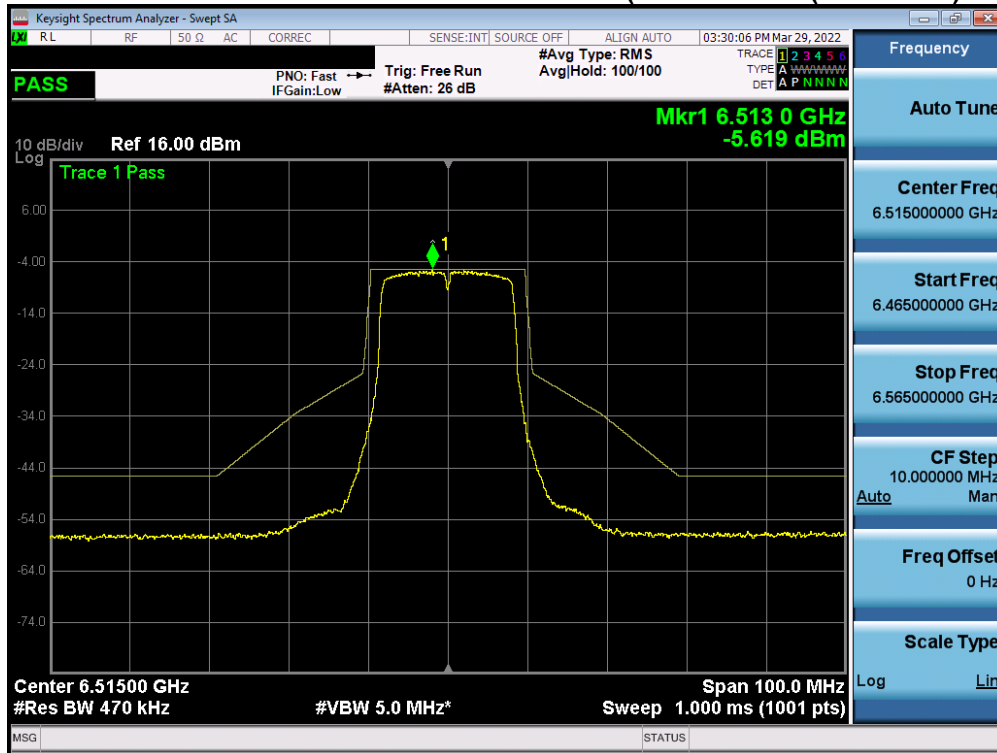 Keysight Spectrum Analyzer - Swept SA
LXI RL RF 50 Ω AC CORREC SENSE:INT SOURCE OFF ALIGN AUTO 03:30:06 PM Mar 29, 2022
PASS
PNO: Fast
IFGain:Low
Trig: Free Run
#Atten: 26 dB
#Avg Type: RMS
Avg|Hold: 100/100
TRACE 1 2 3 4 5 6
TYPE A WWWWW
DET A P N N N N
Mkr1 6.513 0 GHz
-5.619 dBm
10 dB/div Ref 16.00 dBm
Log
Trace 1 Pass
1
6.00
-4.00
-14.0
-24.0
-34.0
-44.0
-54.0
-64.0
-74.0
Center 6.51500 GHz Span 100.0 MHz
#Res BW 470 kHz #VBW 5.0 MHz* Sweep 1.000 ms (1001 pts)
MSG STATUS
Frequency
Auto Tune
Center Freq
6.515000000 GHz
Start Freq
6.465000000 GHz
Stop Freq
6.565000000 GHz
CF Step
10.000000 MHz
Auto Man
Freq Offset
0 Hz
Scale Type
Log Lin